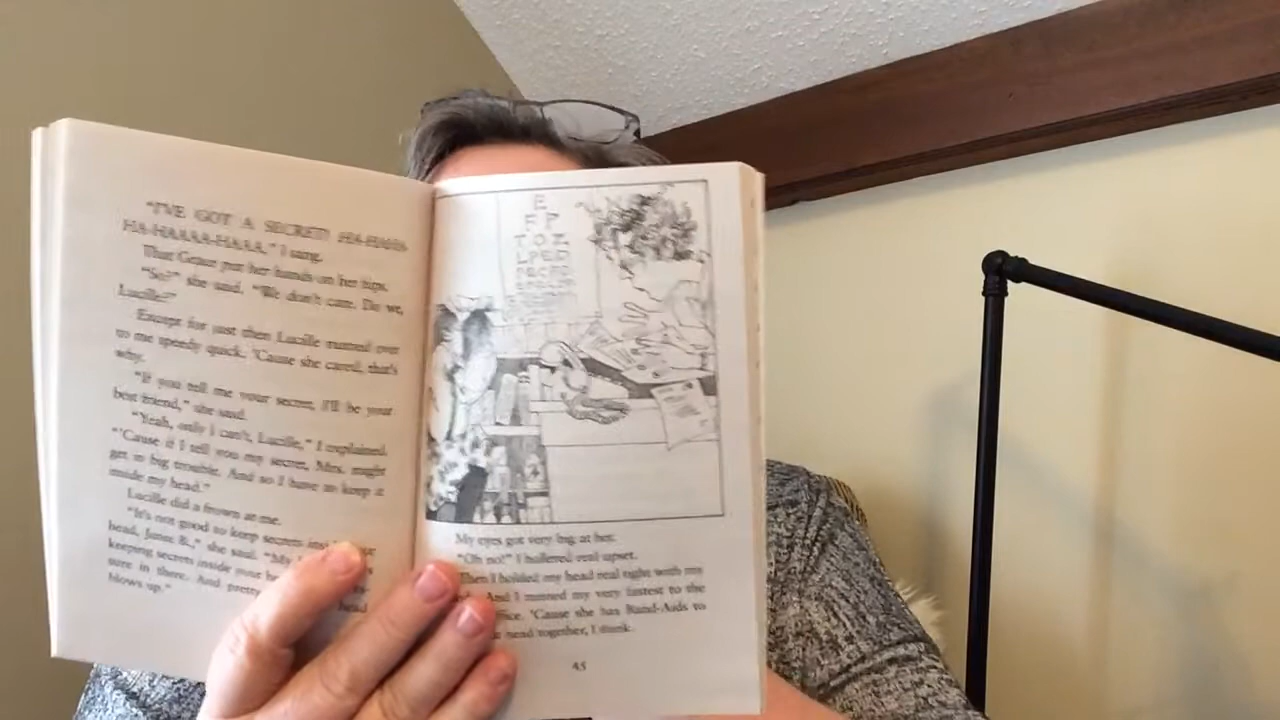 "I'VE GOT A SECRET! HA-HAHA-
HA-HAAAA-HAAA," I sang.
That Grace put her hands on her hips.
"So?" she said. "We don't care. Do we,
Lucille?"
Except for just then Lucille runned over
to me speedy quick. 'Cause she cared, that's
why.
"If you tell me your secret, I'll be your
best friend," she said.
"Yeah, only I can't, Lucille," I explained.
"'Cause if I tell you my secret, Mrs. might
get in big trouble. And so I have to keep it
inside my head."
Lucille did a frown at me.
"It's not good to keep secrets
head, Junie B.," she said. "My
keeping secrets inside your
sure in there. And pretty head
blows up."
E
F P
T O Z
L P E D
My eyes got very big at her.
"Oh no!" I hollered real upset.
Then I holded my head real tight with my
And I runned my very fastest to the
'Cause she has Band-Aids to
head together, I think.
45